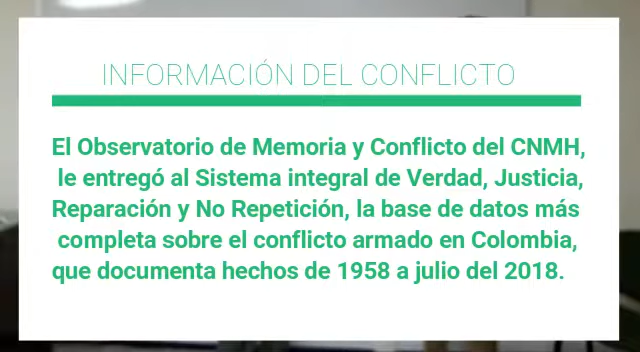 INFORMACIÓN DEL CONFLICTO
El Observatorio de Memoria y Conflicto del CNMH,
le entregó al Sistema integral de Verdad, Justicia,
Reparación y No Repetición, la base de datos más
completa sobre el conflicto armado en Colombia,
que documenta hechos de 1958 a julio del 2018.